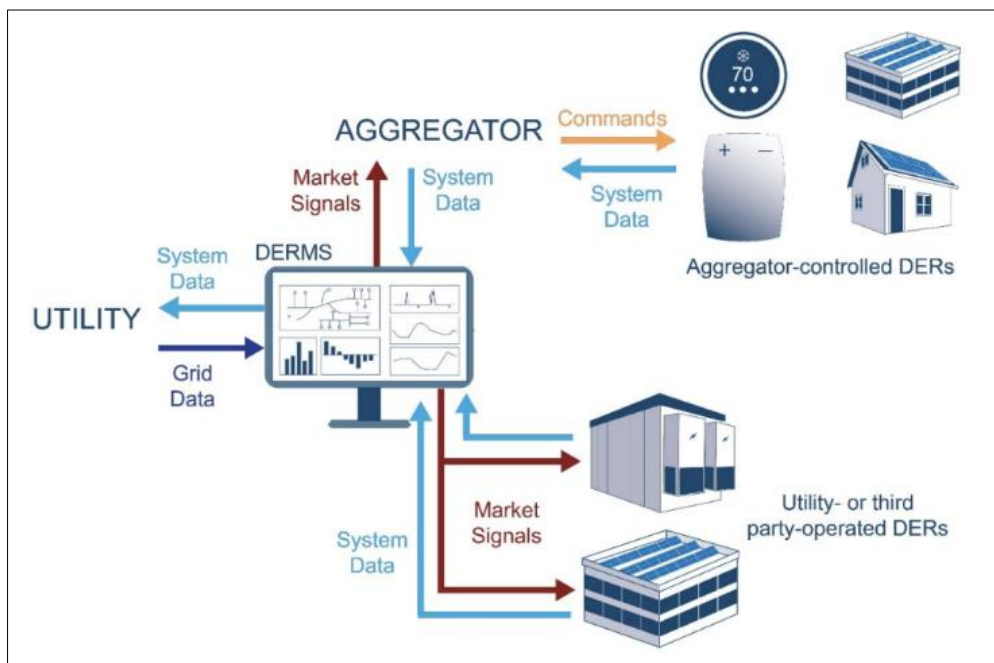 70
AGGREGATOR
Commands
Market
Signals
System
Data
System
Data
+ −
Aggregator-controlled DERs
DERMS
System
Data
UTILITY
Grid
Data
Utility- or third
party-operated DERs
Market
Signals
System
Data